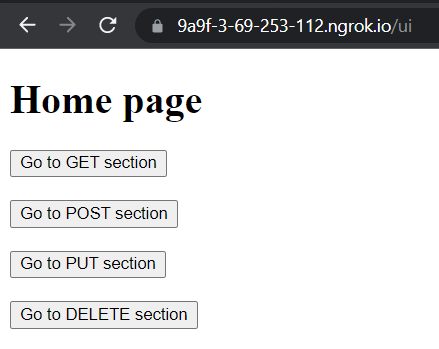 9a9f-3-69-253-112.ngrok.io/ui
Home page
Go to GET section
Go to POST section
Go to PUT section
Go to DELETE section